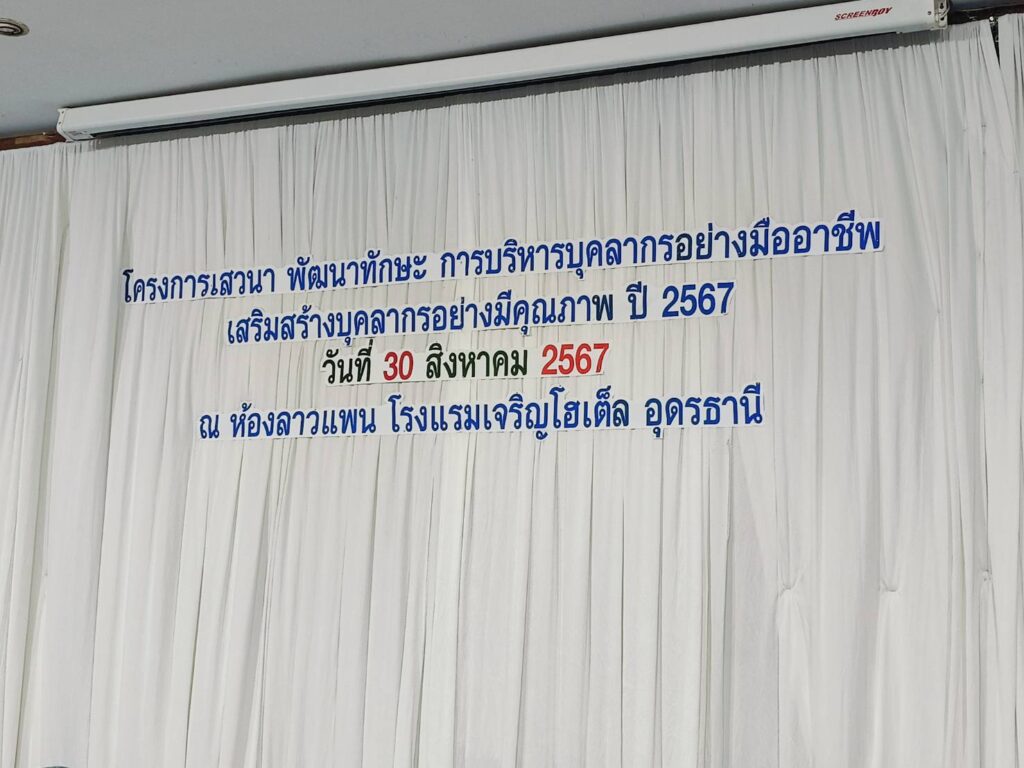 SCREENBOY
โครงการเสวนา พัฒนาทักษะ การบริหารบุคลากรอย่างมืออาชีพ
เสริมสร้างบุคลากรอย่างมีคุณภาพ ปี 2567
วันที่ 30 สิงหาคม 2567
ณ ห้องลาวแพน โรงแรมเจริญโฮเต็ล อุดรธานี